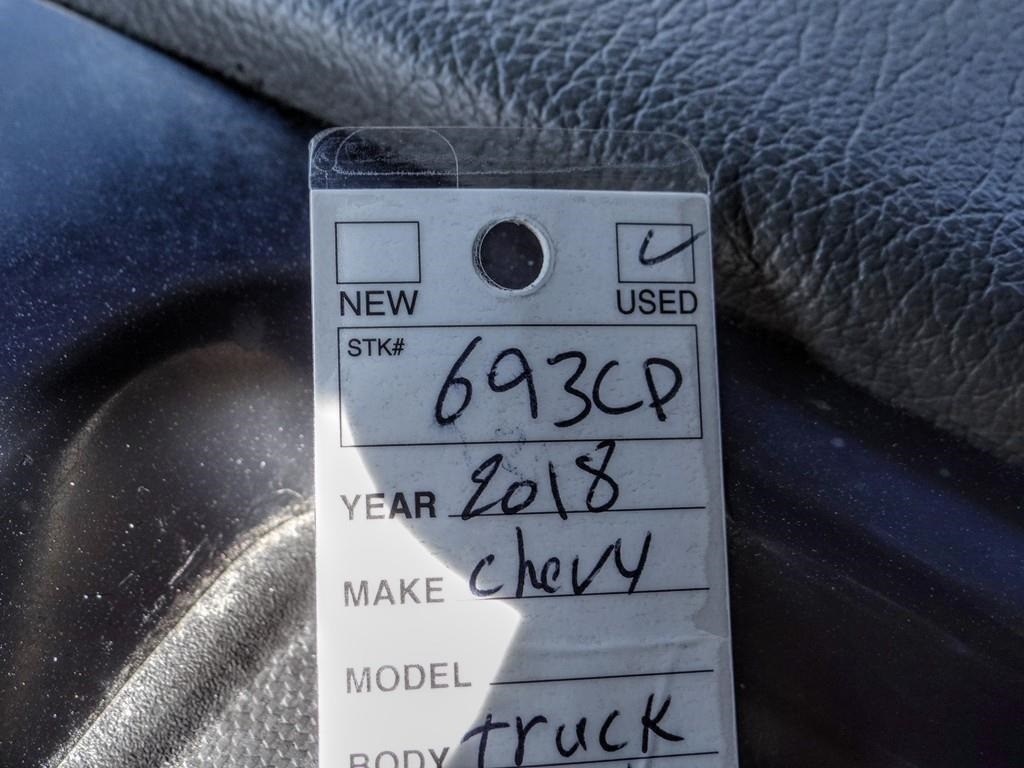 NEW USED
STK# 693CP
YEAR 2018
MAKE chevy
MODEL
BODY truck